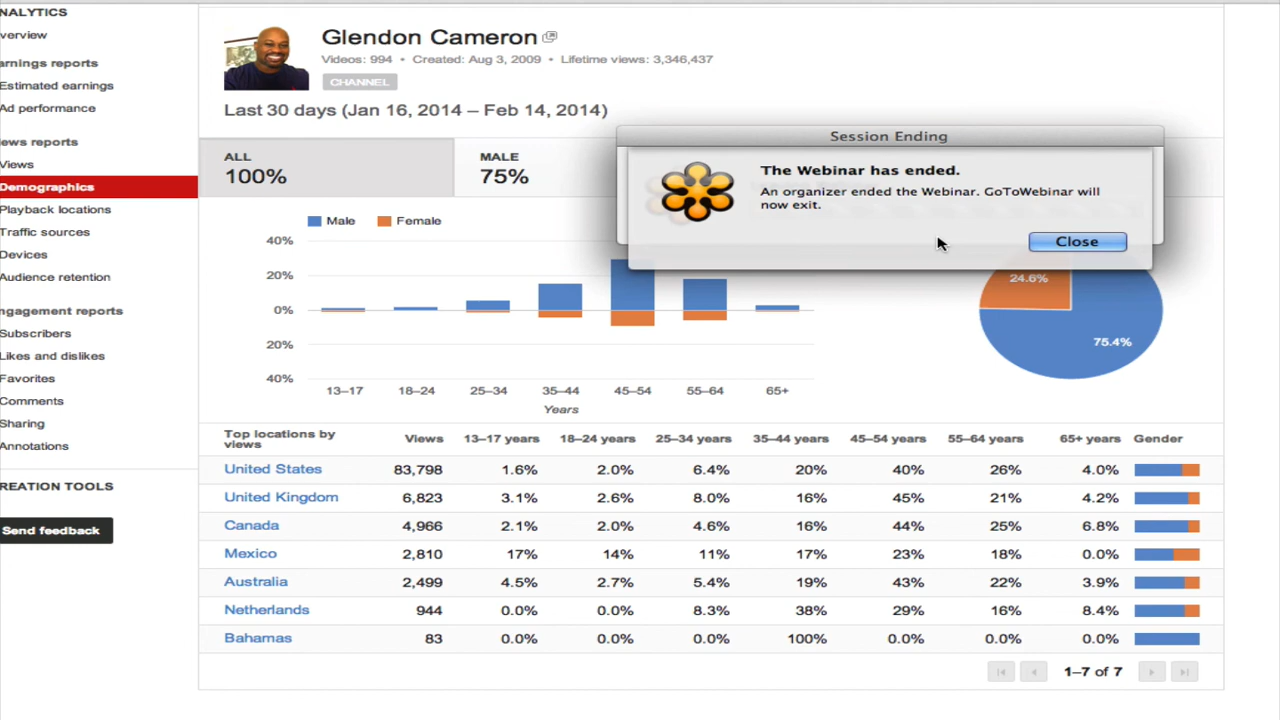 NALYTICS
verview
arnings reports
Estimated earnings
Ad performance
ews reports
Views
Demographics
Playback locations
Traffic sources
Devices
Audience retention
ngagement reports
Subscribers
Likes and dislikes
Favorites
Comments
Sharing
Annotations
REATION TOOLS
Send feedback
Glendon Cameron
Videos: 994 • Created: Aug 3, 2009 • Lifetime views: 3,346,437
CHANNEL
Last 30 days (Jan 16, 2014 – Feb 14, 2014)
ALL
100%
MALE
75%
Session Ending
The Webinar has ended.
An organizer ended the Webinar. GoToWebinar will
now exit.
Close
Male Female
40%
20%
0%
20%
40%
13–17 18–24 25–34 35–44 45–54 55–64 65+
Years
24.6%
75.4%
Top locations by
views
Views 13–17 years 18–24 years 25–34 years 35–44 years 45–54 years 55–64 years 65+ years Gender
United States 83,798 1.6% 2.0% 6.4% 20% 40% 26% 4.0%
United Kingdom 6,823 3.1% 2.6% 8.0% 16% 45% 21% 4.2%
Canada 4,966 2.1% 2.0% 4.6% 16% 44% 25% 6.8%
Mexico 2,810 17% 14% 11% 17% 23% 18% 0.0%
Australia 2,499 4.5% 2.7% 5.4% 19% 43% 22% 3.9%
Netherlands 944 0.0% 0.0% 8.3% 38% 29% 16% 8.4%
Bahamas 83 0.0% 0.0% 0.0% 100% 0.0% 0.0% 0.0%
1–7 of 7